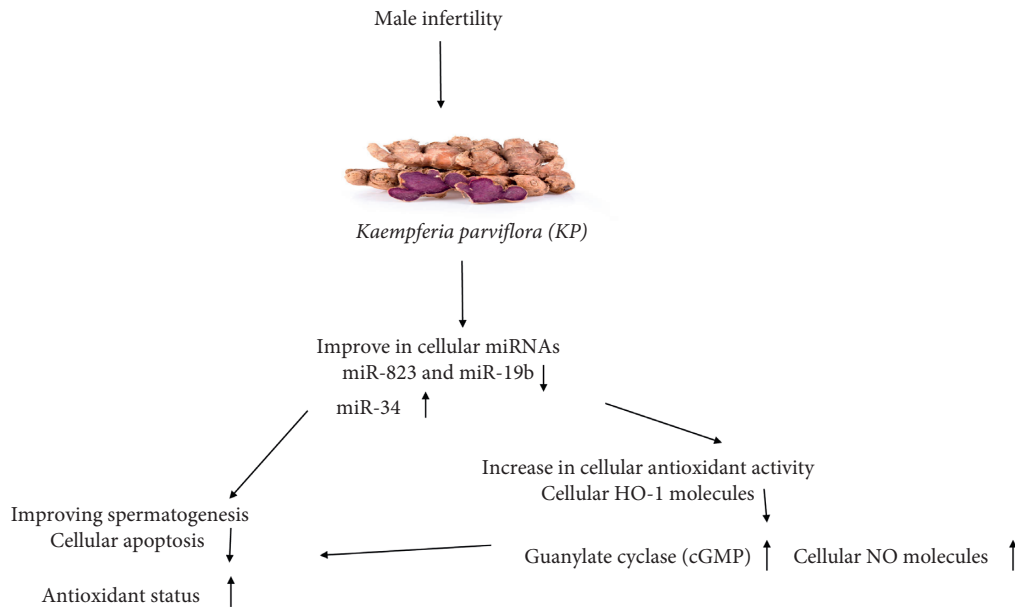 Male infertility
Kaempferia parviflora (KP)
Improve in cellular miRNAs
miR-823 and miR-19b
miR-34
Increase in cellular antioxidant activity
Cellular HO-1 molecules
Improving spermatogenesis
Cellular apoptosis
Guanylate cyclase (cGMP)
Cellular NO molecules
Antioxidant status